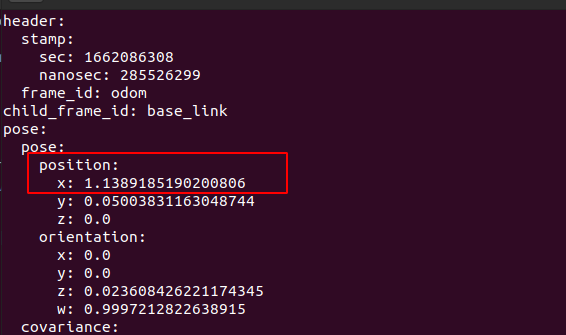 header:
  stamp:
    sec: 1662086308
    nanosec: 285526299
  frame_id: odom
child_frame_id: base_link
pose:
  pose:
    position:
      x: 1.1389185190200806
      y: 0.05003831163048744
      z: 0.0
    orientation:
      x: 0.0
      y: 0.0
      z: 0.023608426221174345
      w: 0.9997212822638915
  covariance: